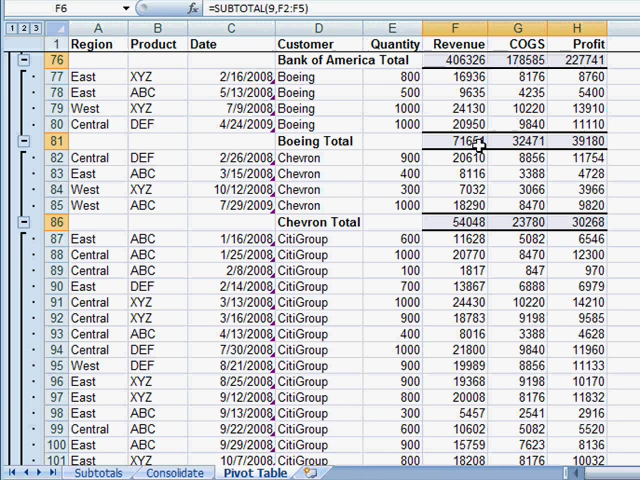 F6 =SUBTOTAL(9,F2:F5)
1 2 3 A B C D E F G H
1 Region Product Date Customer Quantity Revenue COGS Profit
76 Bank of America Total 406326 178585 227741
77 East XYZ 2/16/2008 Boeing 800 16936 8176 8760
78 East ABC 5/13/2008 Boeing 500 9635 4235 5400
79 West XYZ 7/9/2008 Boeing 1000 24130 10220 13910
80 Central DEF 4/24/2009 Boeing 1000 20950 9840 11110
81 Boeing Total 71651 32471 39180
82 Central DEF 2/26/2008 Chevron 900 20610 8856 11754
83 East ABC 3/15/2008 Chevron 400 8116 3388 4728
84 West XYZ 10/12/2008 Chevron 300 7032 3066 3966
85 West ABC 7/29/2009 Chevron 1000 18290 8470 9820
86 Chevron Total 54048 23780 30268
87 East ABC 1/16/2008 CitiGroup 600 11628 5082 6546
88 Central ABC 1/25/2008 CitiGroup 1000 20770 8470 12300
89 Central ABC 2/8/2008 CitiGroup 100 1817 847 970
90 East DEF 2/14/2008 CitiGroup 700 13867 6888 6979
91 Central XYZ 3/13/2008 CitiGroup 1000 24430 10220 14210
92 Central XYZ 3/16/2008 CitiGroup 900 18783 9198 9585
93 Central ABC 4/13/2008 CitiGroup 400 8016 3388 4628
94 Central DEF 7/30/2008 CitiGroup 1000 21800 9840 11960
95 West DEF 8/21/2008 CitiGroup 900 19989 8856 11133
96 East XYZ 8/25/2008 CitiGroup 900 19368 9198 10170
97 East XYZ 9/12/2008 CitiGroup 800 20008 8176 11832
98 East ABC 9/13/2008 CitiGroup 300 5457 2541 2916
99 Central ABC 9/22/2008 CitiGroup 600 10602 5082 5520
100 East ABC 9/29/2008 CitiGroup 900 15759 7623 8136
101 East XYZ 10/7/2008 CitiGroup 800 18208 8176 10032
Subtotals Consolidate Pivot Table